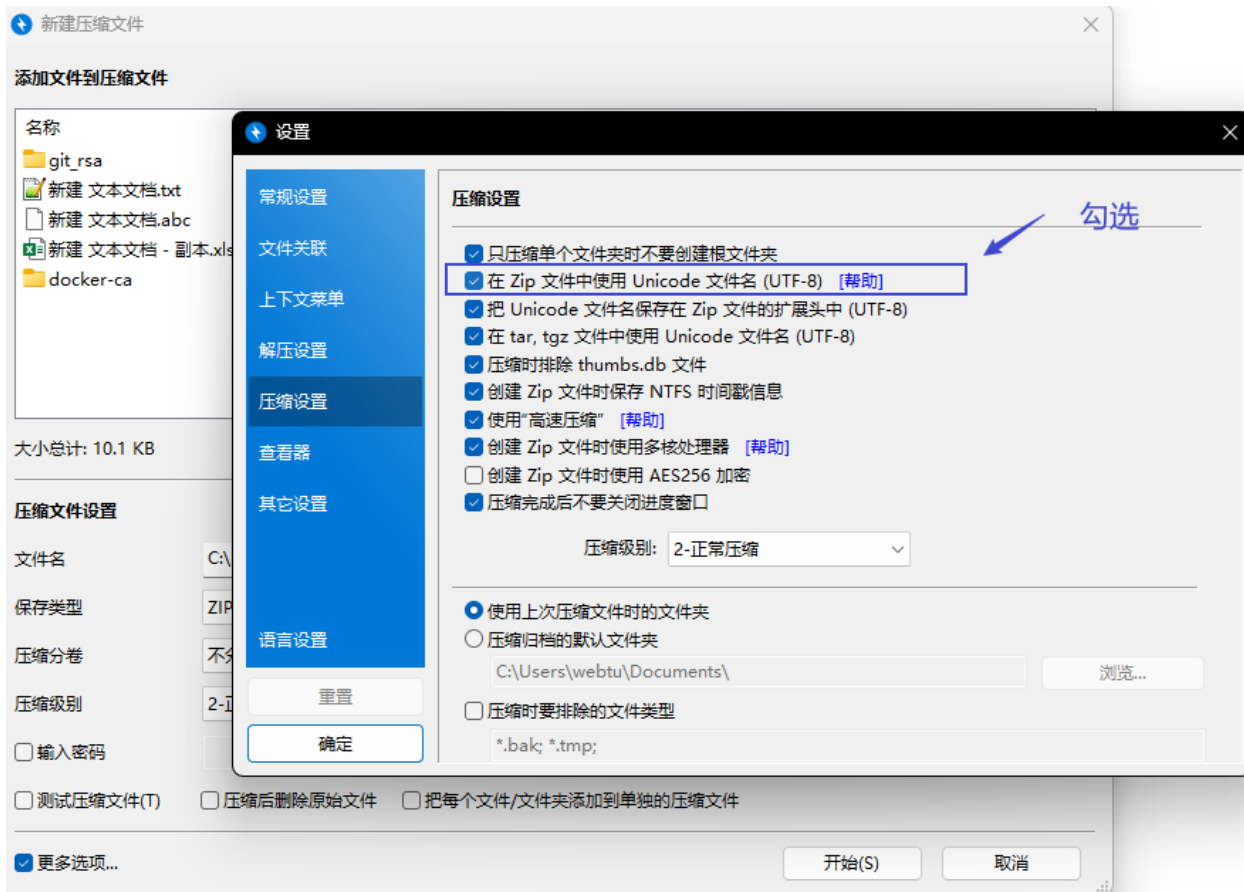 新建压缩文件
添加文件到压缩文件
名称
git_rsa
新建 文本文档.txt
新建 文本文档.abc
新建 文本文档 - 副本.xls
docker-ca
大小总计: 10.1 KB
压缩文件设置
文件名
C:\
保存类型
ZIP
压缩分卷
压缩级别
输入密码
测试压缩文件(T)
压缩后删除原始文件
把每个文件/文件夹添加到单独的压缩文件
更多选项...
开始(S)
取消
设置
常规设置
文件关联
上下文菜单
解压设置
压缩设置
查看器
其它设置
语言设置
重置
确定
压缩设置
勾选
只压缩单个文件夹时不要创建根文件夹
在 Zip 文件中使用 Unicode 文件名 (UTF-8) [帮助]
把 Unicode 文件名保存在 Zip 文件的扩展头中 (UTF-8)
在 tar, tgz 文件中使用 Unicode 文件名 (UTF-8)
压缩时排除 thumbs.db 文件
创建 Zip 文件时保存 NTFS 时间戳信息
使用“高速压缩” [帮助]
创建 Zip 文件时使用多核处理器 [帮助]
创建 Zip 文件时使用 AES256 加密
压缩完成后不要关闭进度窗口
压缩级别: 2-正常压缩
使用上次压缩文件时的文件夹
压缩归档的默认文件夹
C:\Users\webtu\Documents\
浏览...
压缩时要排除的文件类型
*.bak; *.tmp;